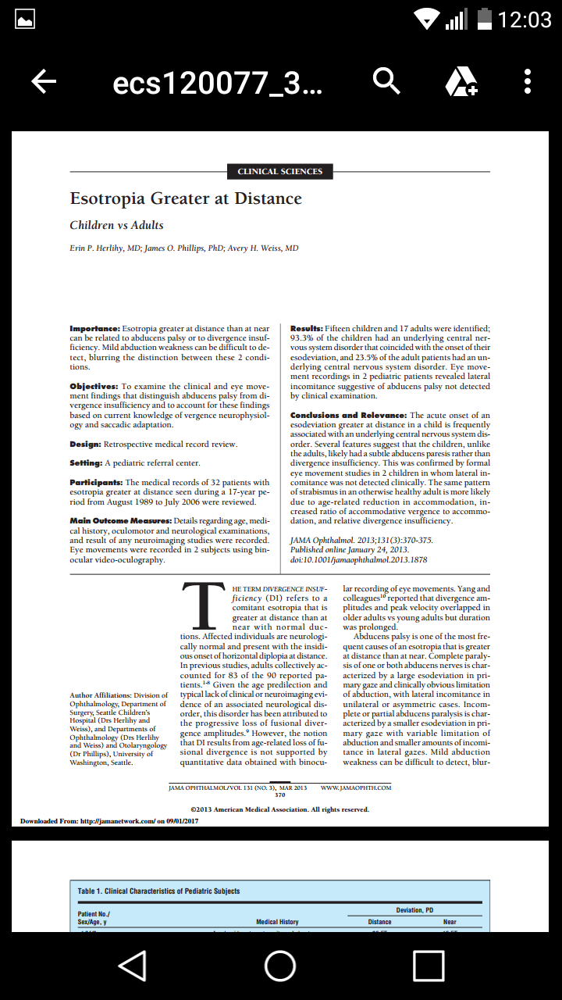 12:03
ecs120077_3...
CLINICAL SCIENCES
Esotropia Greater at Distance
Children vs Adults
Erin P. Herlihy, MD; James O. Phillips, PhD; Avery H. Weiss, MD
Importance: Esotropia greater at distance than at near
can be related to abducens palsy or to divergence insuf-
ficiency. Mild abduction weakness can be difficult to de-
tect, blurring the distinction between these 2 condi-
tions.
Objectives: To examine the clinical and eye move-
ment findings that distinguish abducens palsy from di-
vergence insufficiency and to account for these findings
based on current knowledge of vergence neurophysiol-
ogy and saccadic adaptation.
Design: Retrospective medical record review.
Setting: A pediatric referral center.
Participants: The medical records of 32 patients with
esotropia greater at distance seen during a 17-year pe-
riod from August 1989 to July 2006 were reviewed.
Main Outcome Measures: Details regarding age, medi-
cal history, oculomotor and neurological examinations,
and result of any neuroimaging studies were recorded.
Eye movements were recorded in 2 subjects using bin-
ocular video-oculography.
Results: Fifteen children and 17 adults were identified;
93.3% of the children had an underlying central ner-
vous system disorder that coincided with the onset of their
esodeviation, and 23.5% of the adult patients had an un-
derlying central nervous system disorder. Eye move-
ment recordings in 2 pediatric patients revealed lateral
incomitance suggestive of abducens palsy not detected
by clinical examination.
Conclusions and Relevance: The acute onset of an
esodeviation greater at distance in a child is frequently
associated with an underlying central nervous system dis-
order. Several features suggest that the children, unlike
the adults, likely had a subtle abducens paresis rather than
divergence insufficiency. This was confirmed by formal
eye movement studies in 2 children in whom lateral in-
comitance was not detected clinically. The same pattern
of strabismus in an otherwise healthy adult is more likely
due to age-related reduction in accommodation, in-
creased ratio of accommodative vergence to accommo-
dation, and relative divergence insufficiency.
JAMA Ophthalmol. 2013;131(3):370-375.
Published online January 24, 2013.
doi:10.1001/jamaophthalmol.2013.1878
THE TERM DIVERGENCE INSUF-
ficiency (DI) refers to a
comitant esotropia that is
greater at distance than at
near with normal duc-
tions. Affected individuals are neurologi-
cally normal and present with the insidi-
ous onset of horizontal diplopia at distance.
In previous studies, adults collectively ac-
counted for 83 of the 90 reported pa-
tients.1-8 Given the age predilection and
typical lack of clinical or neuroimaging evi-
dence of an associated neurological dis-
order, this disorder has been attributed to
the progressive loss of fusional diver-
gence amplitudes.9 However, the notion
that DI results from age-related loss of fu-
sional divergence is not supported by
quantitative data obtained with binocu-
lar recording of eye movements. Yang and
colleagues10 reported that divergence am-
plitudes and peak velocity overlapped in
older adults vs young adults but duration
was prolonged.
Abducens palsy is one of the most fre-
quent causes of an esotropia that is greater
at distance than at near. Complete paraly-
sis of one or both abducens nerves is char-
acterized by a large esodeviation in pri-
mary gaze and clinically obvious limitation
of abduction, with lateral incomitance in
unilateral or asymmetric cases. Incom-
plete or partial abducens paralysis is char-
acterized by a smaller esodeviation in pri-
mary gaze with variable limitation of
abduction and smaller amounts of incomi-
tance in lateral gazes. Mild abduction
weakness can be difficult to detect, blur-
Author Affiliations: Division of
Ophthalmology, Department of
Surgery, Seattle Children's
Hospital (Drs Herlihy and
Weiss), and Departments of
Ophthalmology (Drs Herlihy
and Weiss) and Otolaryngology
(Dr Phillips), University of
Washington, Seattle.
JAMA OPHTHALMOL/VOL 131 (NO. 3), MAR 2013 WWW.JAMAOPHTH.COM
370
©2013 American Medical Association. All rights reserved.
Downloaded From: http://jamanetwork.com/ on 09/01/2017
Table 1. Clinical Characteristics of Pediatric Subjects
Deviation, PD
Patient No./
Sex/Age, y Medical History Distance Near